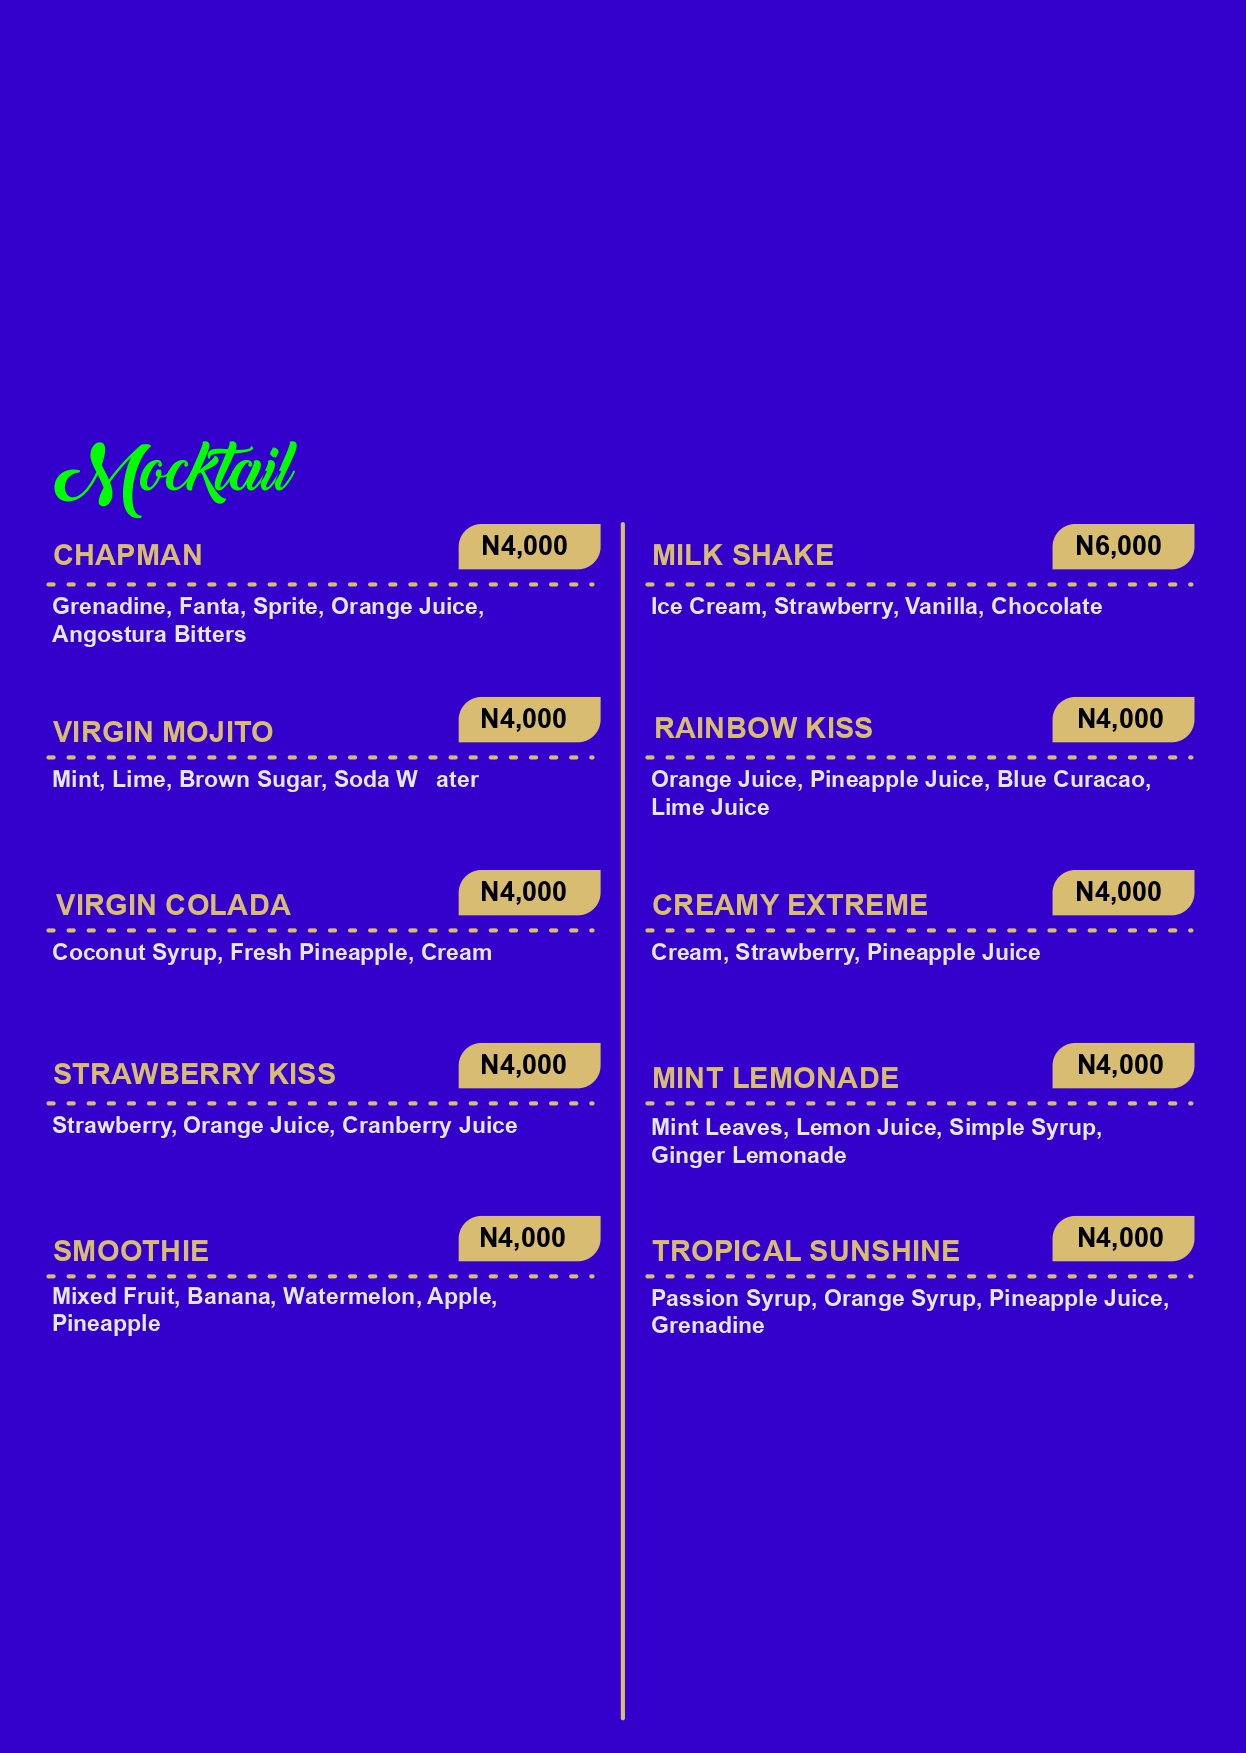 Mocktail
CHAPMAN
N4,000
Grenadine, Fanta, Sprite, Orange Juice,
Angostura Bitters
VIRGIN MOJITO
N4,000
Mint, Lime, Brown Sugar, Soda W ater
VIRGIN COLADA
N4,000
Coconut Syrup, Fresh Pineapple, Cream
STRAWBERRY KISS
N4,000
Strawberry, Orange Juice, Cranberry Juice
SMOOTHIE
N4,000
Mixed Fruit, Banana, Watermelon, Apple,
Pineapple
MILK SHAKE
N6,000
Ice Cream, Strawberry, Vanilla, Chocolate
RAINBOW KISS
N4,000
Orange Juice, Pineapple Juice, Blue Curacao,
Lime Juice
CREAMY EXTREME
N4,000
Cream, Strawberry, Pineapple Juice
MINT LEMONADE
N4,000
Mint Leaves, Lemon Juice, Simple Syrup,
Ginger Lemonade
TROPICAL SUNSHINE
N4,000
Passion Syrup, Orange Syrup, Pineapple Juice,
Grenadine